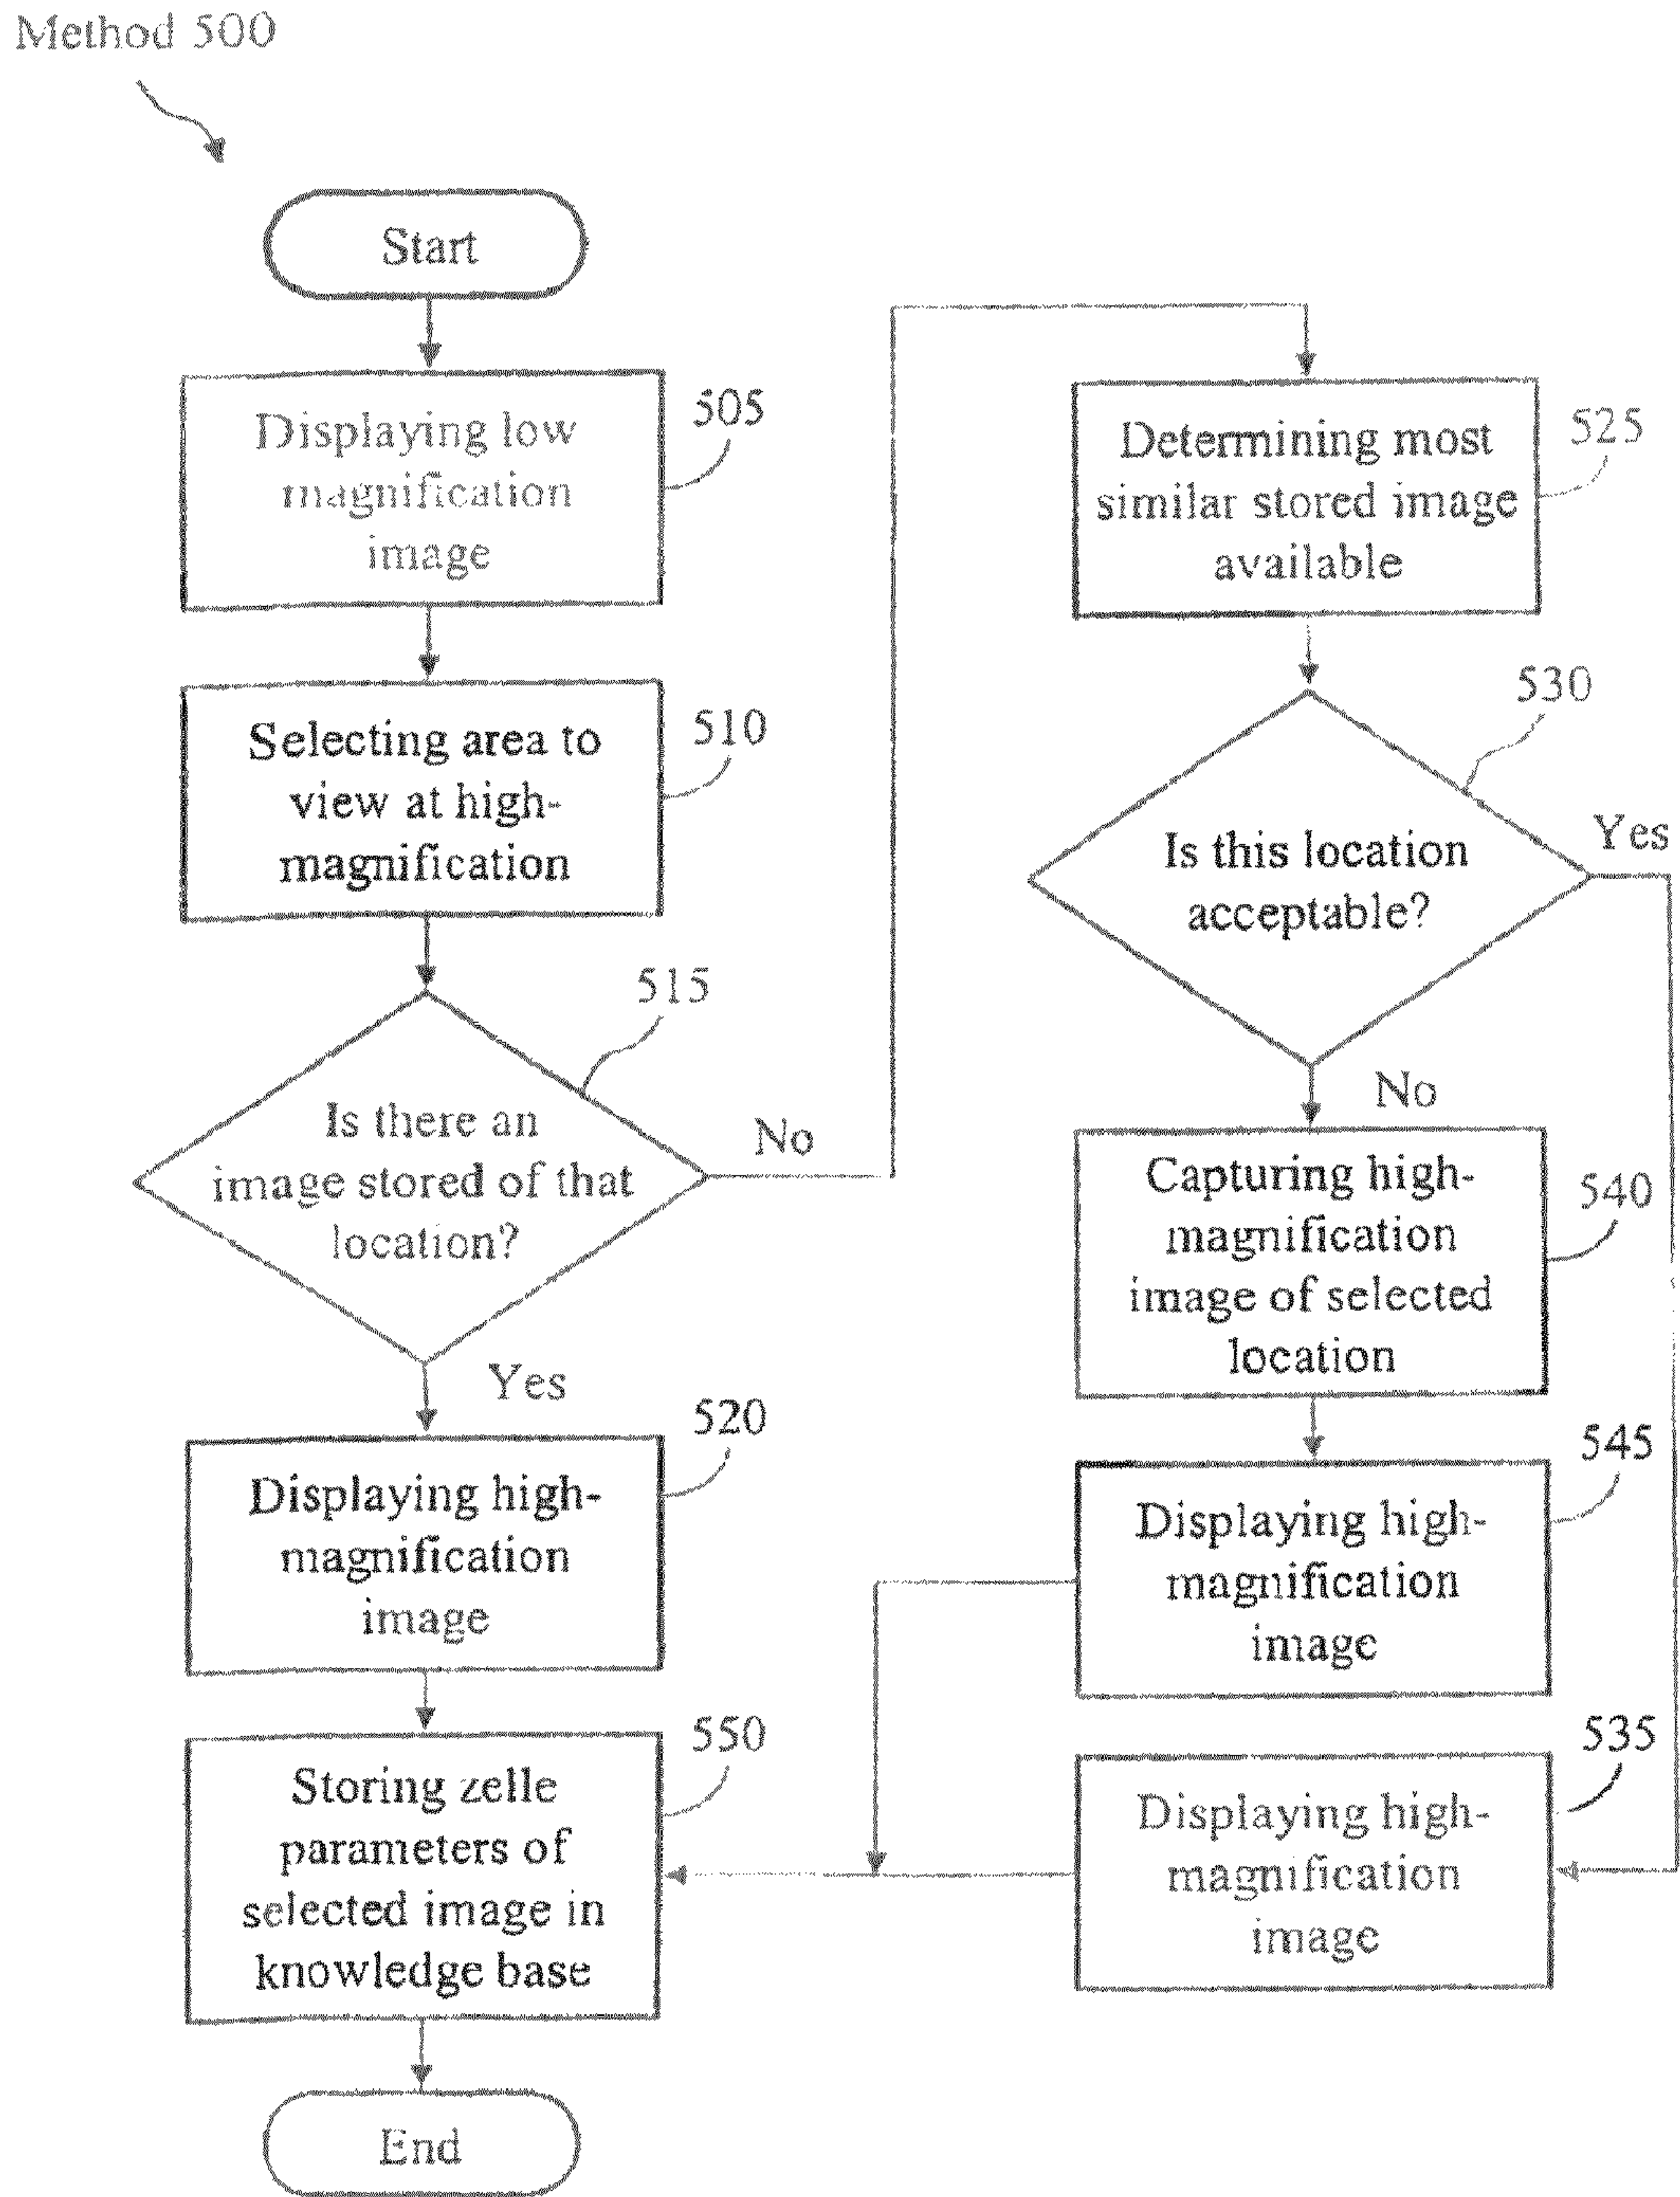 Method 500
Start
Displaying low
magnification
image
505
Selecting area to
view at high-
magnification
510
515
Is there an
image stored of that
location?
No
Yes
Displaying high-
magnification
image
520
Storing zelle
parameters of
selected image in
knowledge base
550
End
Determining most
similar stored image
available
525
530
Is this location
acceptable?
Yes
No
Capturing high-
magnification
image of selected
location
540
Displaying high-
magnification
image
545
Displaying high-
magnification
image
535